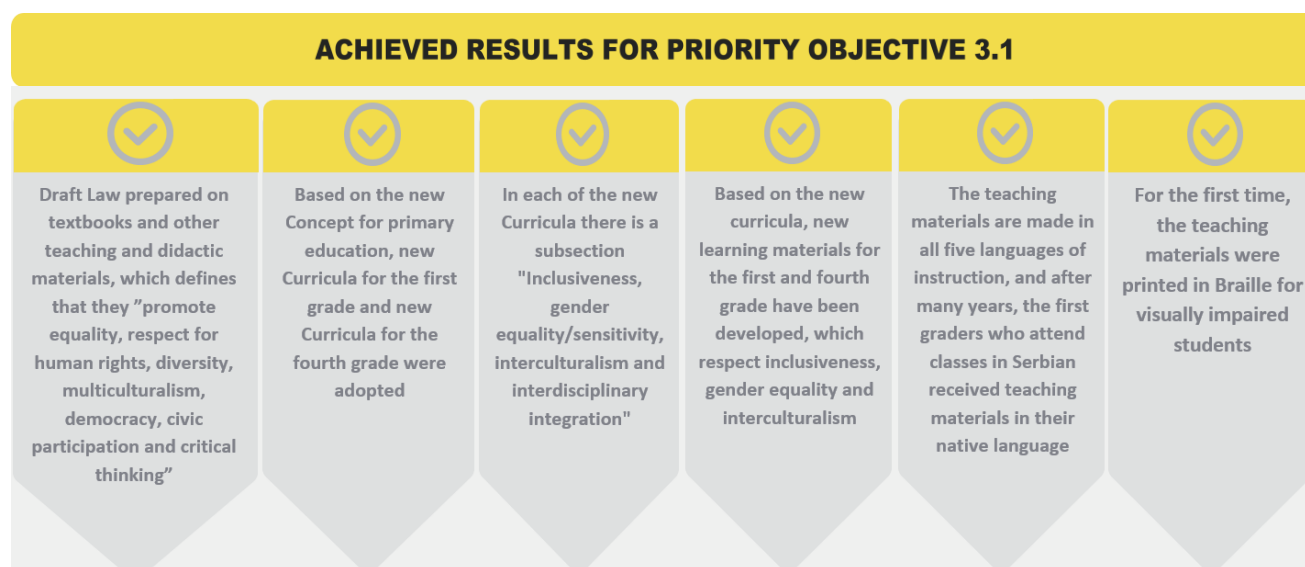 ACHIEVED RESULTS FOR PRIORITY OBJECTIVE 3.1
Draft Law prepared on
textbooks and other
teaching and didactic
materials, which defines
that they ”promote
equality, respect for
human rights, diversity,
multiculturalism,
democracy, civic
participation and critical
thinking”
Based on the new
Concept for primary
education, new
Curricula for the first
grade and new
Curricula for the
fourth grade were
adopted
In each of the new
Curricula there is a
subsection
"Inclusiveness,
gender
equality/sensitivity,
interculturalism and
interdisciplinary
integration"
Based on the new
curricula, new
learning materials for
the first and fourth
grade have been
developed, which
respect inclusiveness,
gender equality and
interculturalism
The teaching
materials are made in
all five languages of
instruction, and after
many years, the first
graders who attend
classes in Serbian
received teaching
materials in their
native language
For the first time,
the teaching
materials were
printed in Braille for
visually impaired
students